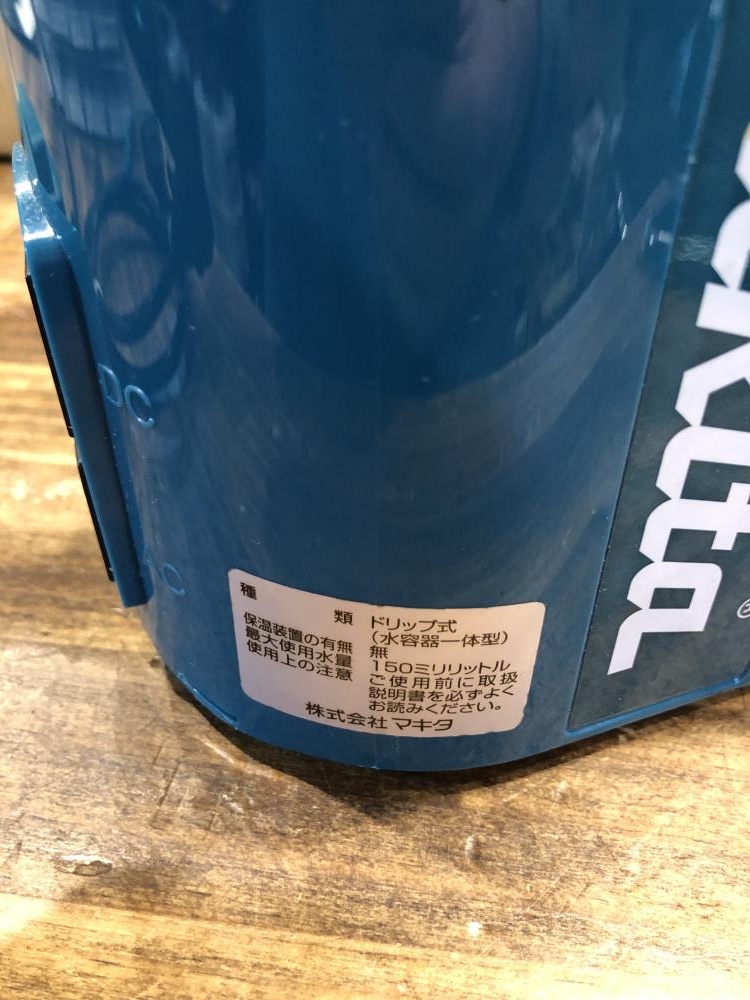 DC
AC
種類 ドリップ式
(水容器一体型)
保温装置の有無 無
最大使用水量 150ミリリットル
使用上の注意 ご使用前に取扱
説明書を必ずよく
お読みください。
株式会社 マキタ
akita